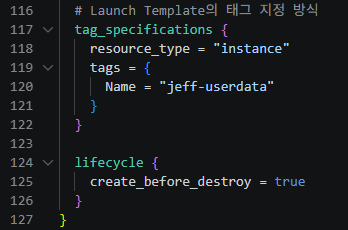 116 # Launch Template의 태그 지정 방식
117 tag_specifications {
118 resource_type = "instance"
119 tags = {
120 Name = "jeff-userdata"
121 }
122 }
123
124 lifecycle {
125 create_before_destroy = true
126 }
127 }